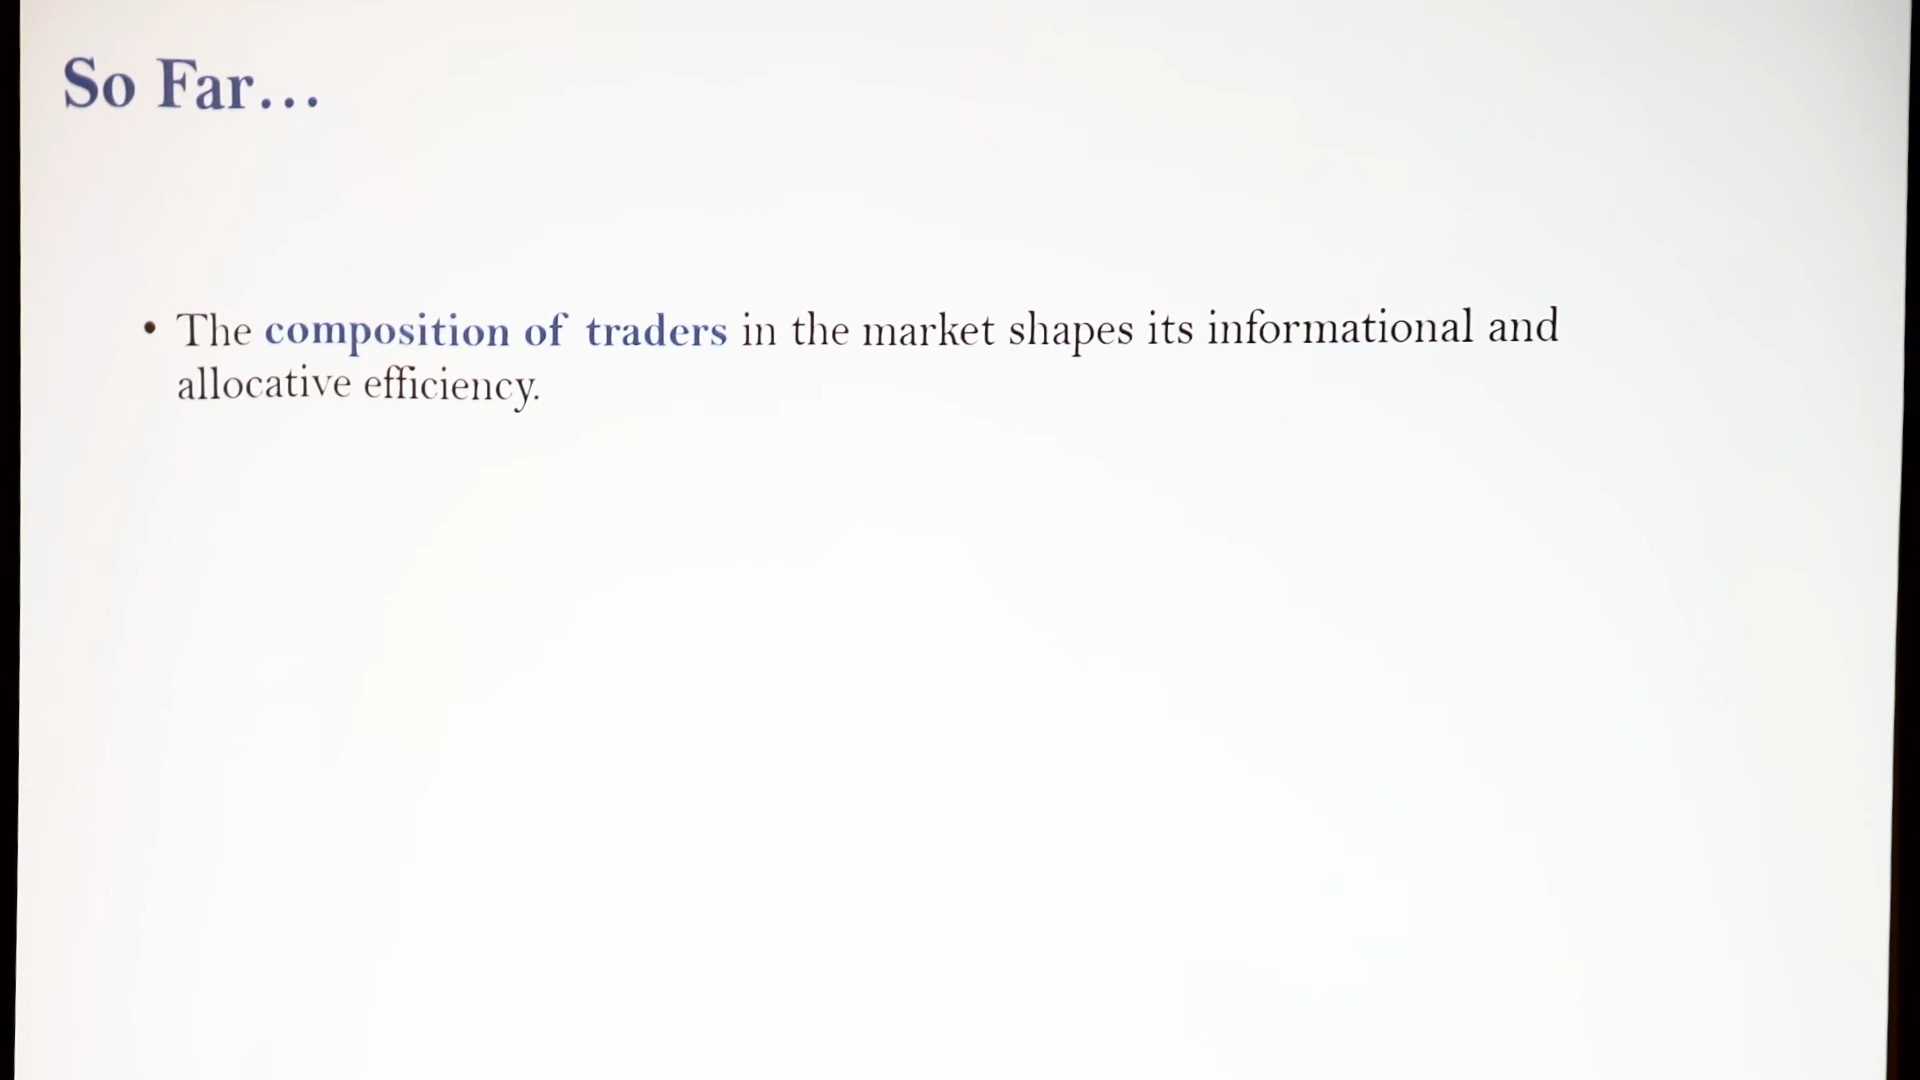 So Far…
• The composition of traders in the market shapes its informational and
allocative efficiency.